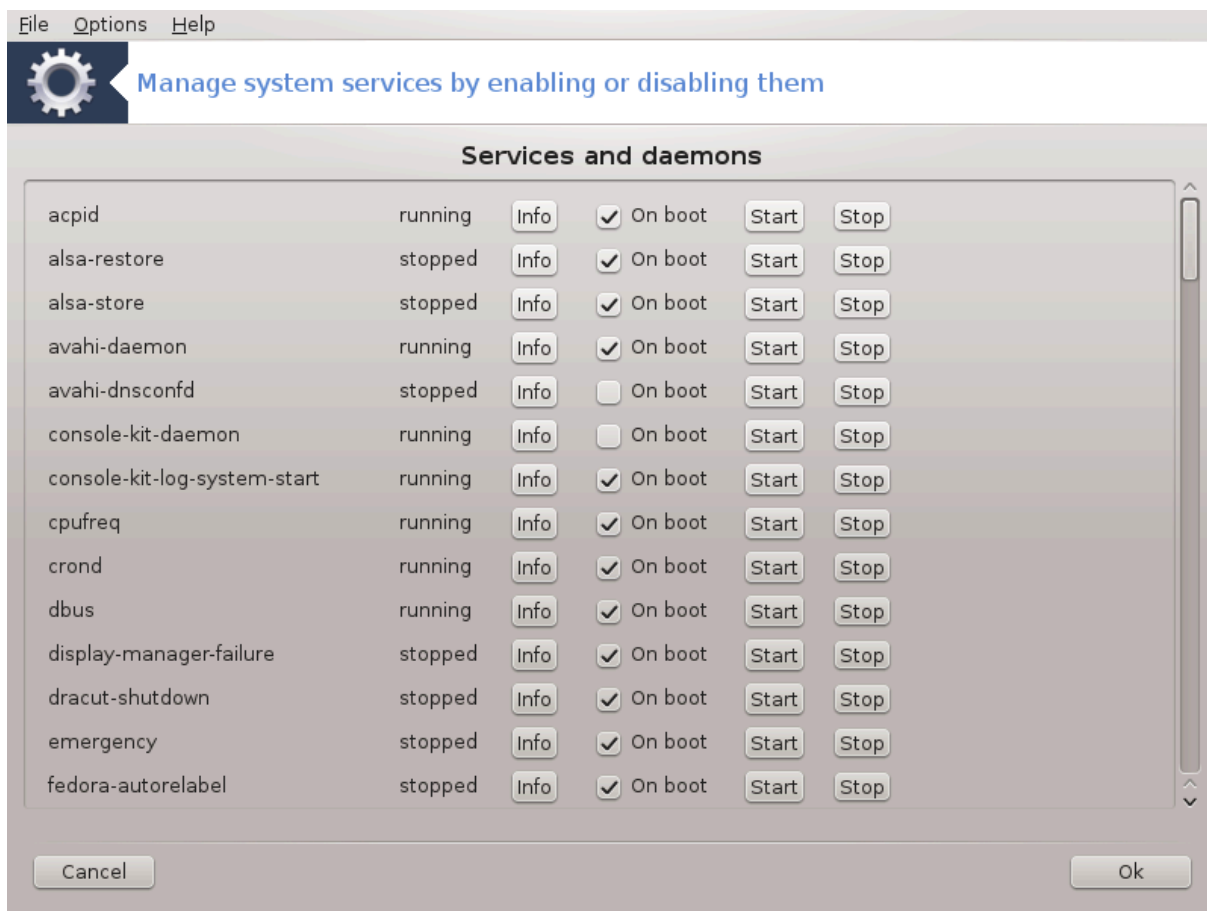 File Options Help
Manage system services by enabling or disabling them
Services and daemons
acpid running Info On boot Start Stop
alsa-restore stopped Info On boot Start Stop
alsa-store stopped Info On boot Start Stop
avahi-daemon running Info On boot Start Stop
avahi-dnsconfd stopped Info On boot Start Stop
console-kit-daemon running Info On boot Start Stop
console-kit-log-system-start running Info On boot Start Stop
cpufreq running Info On boot Start Stop
crond running Info On boot Start Stop
dbus running Info On boot Start Stop
display-manager-failure stopped Info On boot Start Stop
dracut-shutdown stopped Info On boot Start Stop
emergency stopped Info On boot Start Stop
fedora-autorelabel stopped Info On boot Start Stop
Cancel Ok